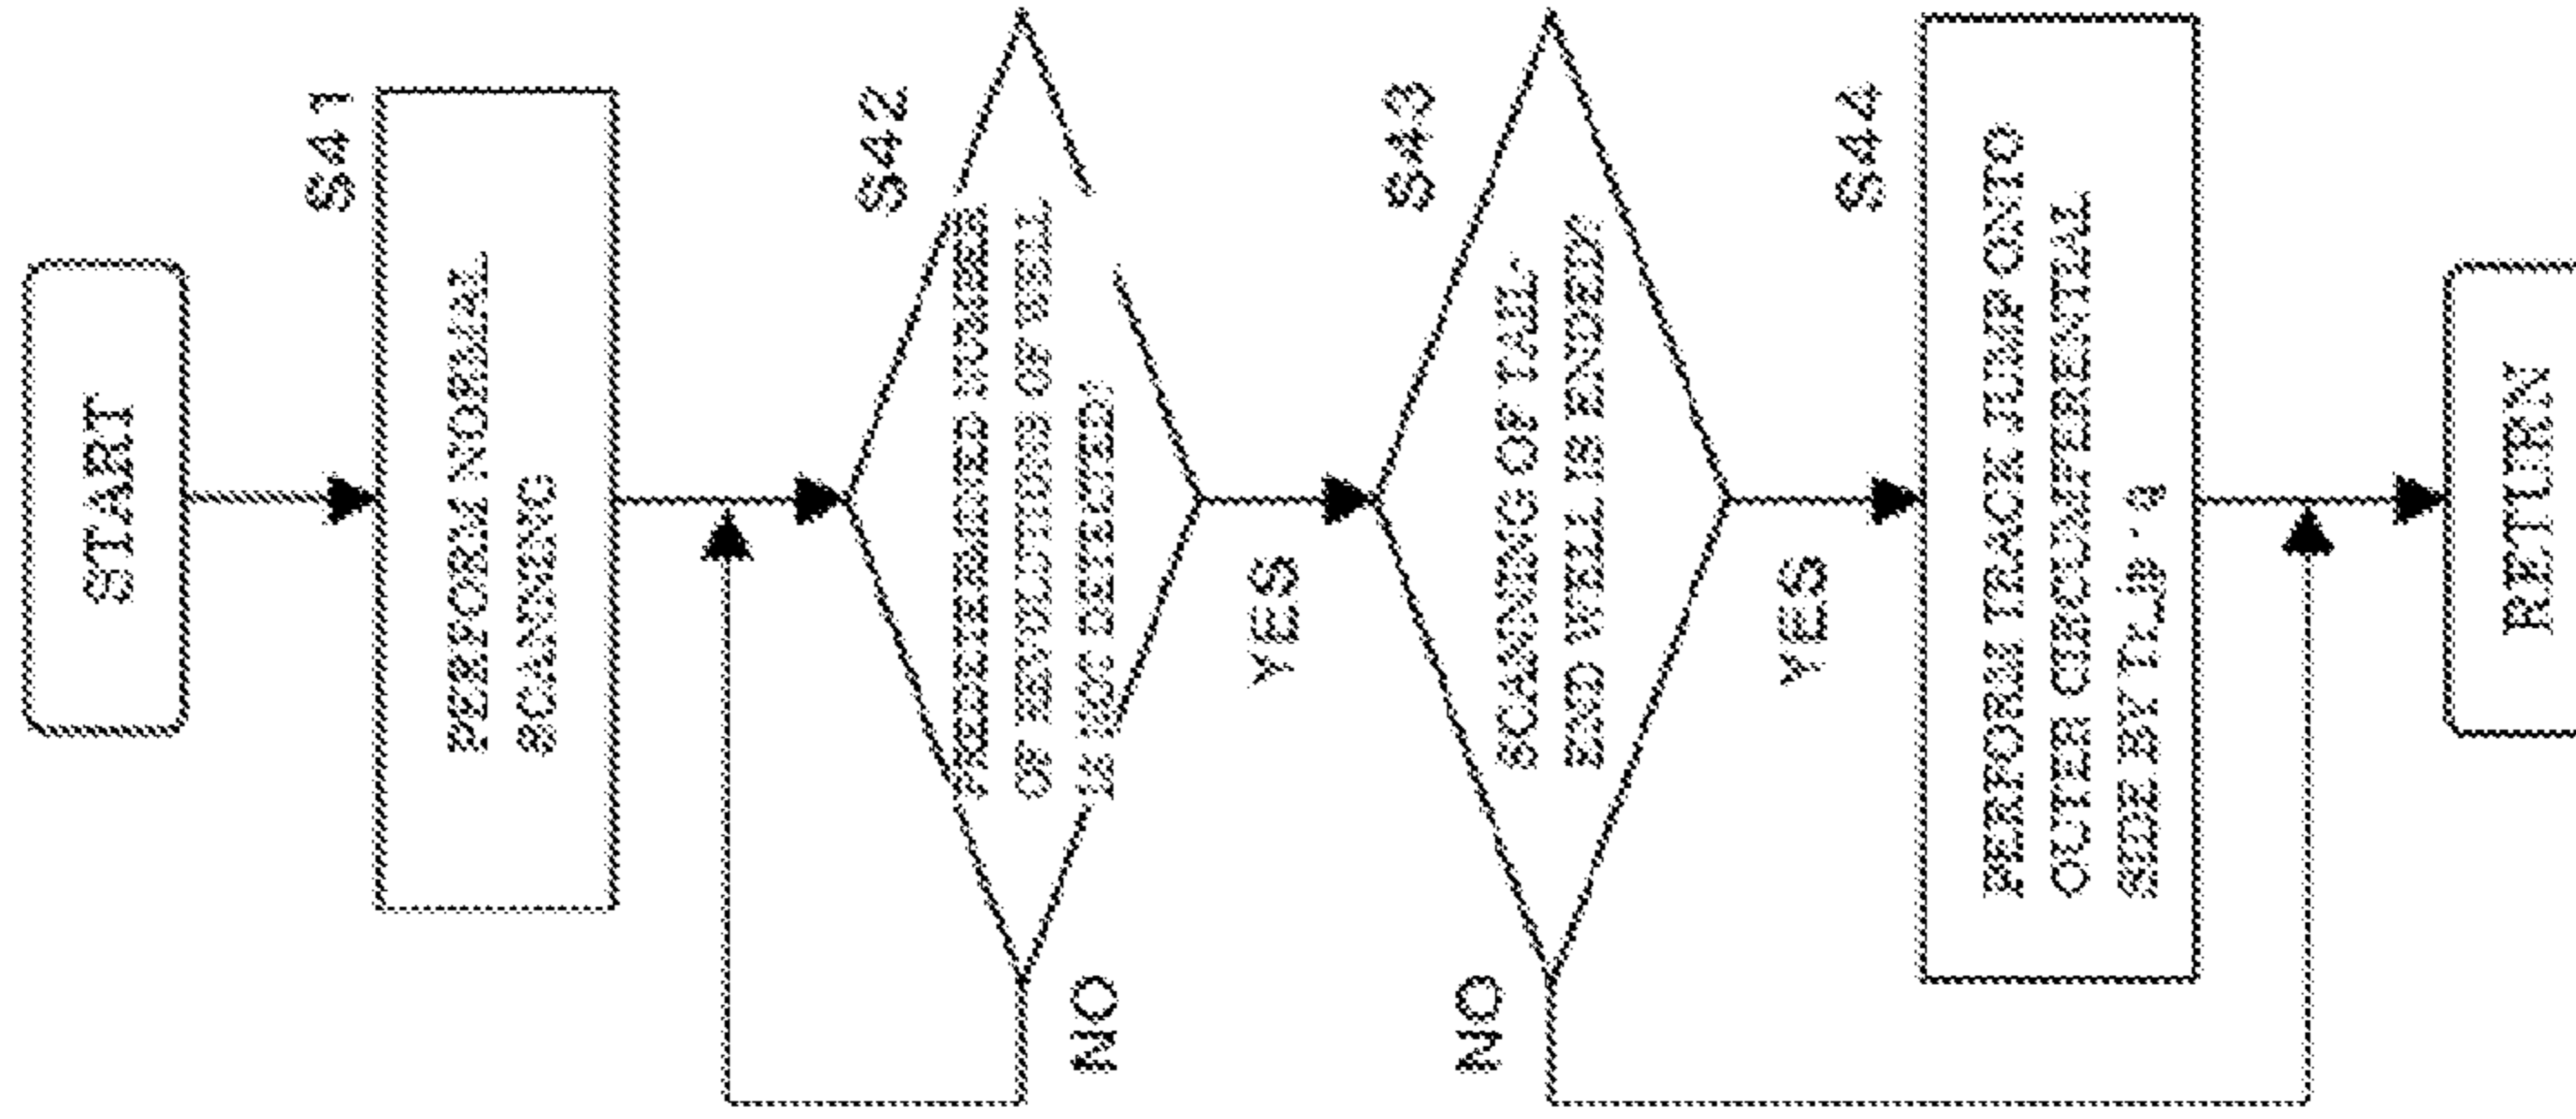 START
S41
PERFORM NORMAL
SCANNING
S42
PREDETERMINED NUMBER
OF REVOLUTIONS OF WELL
IS NOT DETECTED?
NO
YES
S43
SCANNING OF TAIL-
END WELL IS ENDED?
NO
YES
S44
PERFORM TRACK JUMP ONTO
OUTER CIRCUMFERENTIAL
SIDE BY Tr_jp
RETURN